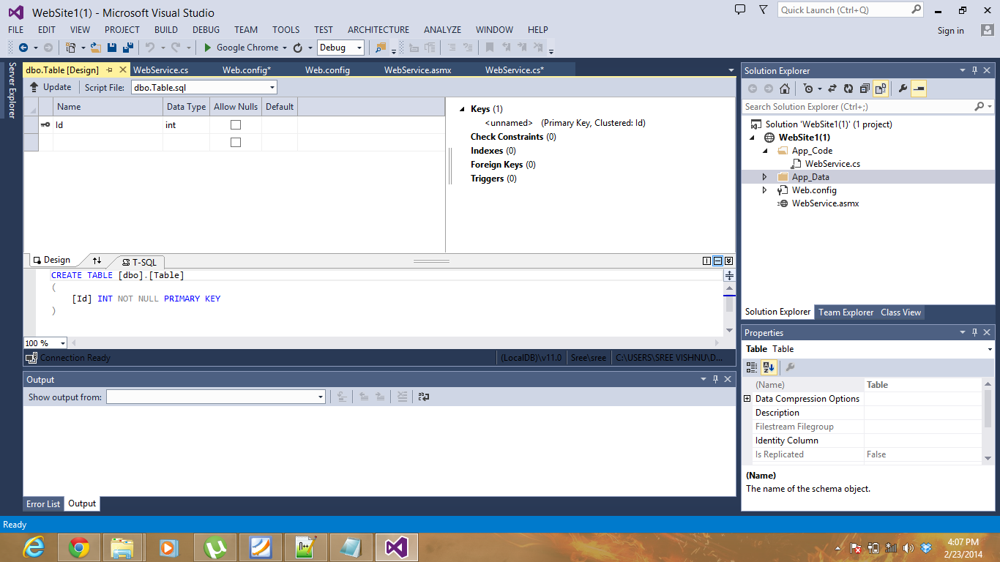 WebSite1(1) - Microsoft Visual Studio
Quick Launch (Ctrl+Q)
FILE EDIT VIEW PROJECT BUILD DEBUG TEAM TOOLS TEST ARCHITECTURE ANALYZE WINDOW HELP
Sign in
Google Chrome Debug
Server Explorer
dbo.Table [Design] WebService.cs Web.config* Web.config WebService.asmx WebService.cs*
Update Script File: dbo.Table.sql
Name Data Type Allow Nulls Default
Id int
Keys (1)
<unnamed> (Primary Key, Clustered: Id)
Check Constraints (0)
Indexes (0)
Foreign Keys (0)
Triggers (0)
Design T-SQL
CREATE TABLE [dbo].[Table]
(
[Id] INT NOT NULL PRIMARY KEY
)
100 %
Connection Ready (LocalDB)\v11.0 Sree\sree C:\USERS\SREE VISHNU\D...
Output
Show output from:
Error List Output
Solution Explorer
Search Solution Explorer (Ctrl+;)
Solution 'WebSite1(1)' (1 project)
WebSite1(1)
App_Code
WebService.cs
App_Data
Web.config
WebService.asmx
Solution Explorer Team Explorer Class View
Properties
Table Table
(Name) Table
Data Compression Options
Description
Filestream Filegroup
Identity Column
Is Replicated False
(Name)
The name of the schema object.
Ready
4:07 PM
2/23/2014